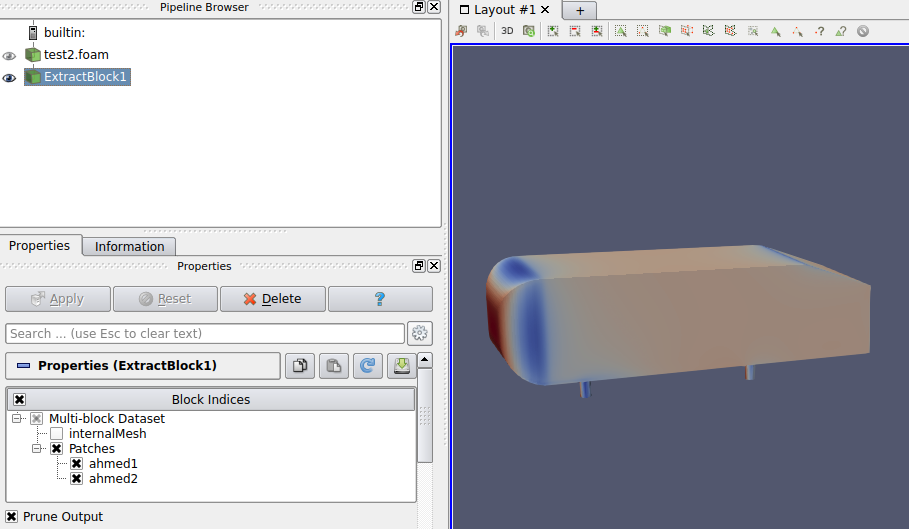 Pipeline Browser
builtin:
test2.foam
ExtractBlock1
Properties
Information
Properties
Apply
Reset
Delete
?
Search ... (use Esc to clear text)
Properties (ExtractBlock1)
Block Indices
Multi-block Dataset
internalMesh
Patches
ahmed1
ahmed2
Prune Output
Layout #1
+
3D